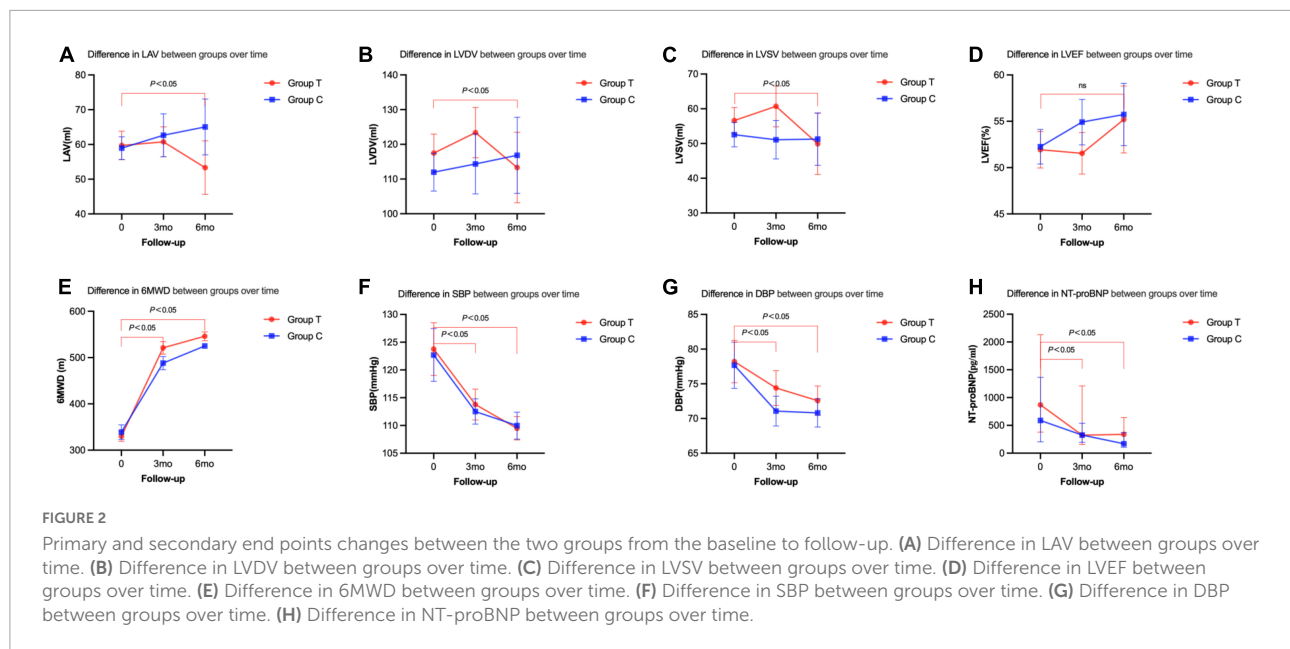 A Difference in LAV between groups over time
P<0.05
Group T
Group C
80
70
60
50
40
LAV(ml)
0 3mo 6mo
Follow-up
B Difference in LVDV between groups over time
P<0.05
Group T
Group C
140
130
120
110
100
LVDV(ml)
0 3mo 6mo
Follow-up
C Difference in LVSV between groups over time
P<0.05
Group T
Group C
70
60
50
40
30
LVSV(ml)
0 3mo 6mo
Follow-up
D Difference in LVEF between groups over time
ns
Group T
Group C
60
55
50
45
LVEF(%)
0 3mo 6mo
Follow-up
E Difference in 6MWD between groups over time
P<0.05
P<0.05
Group T
Group C
600
500
400
300
6MWD (m)
0 3mo 6mo
Follow-up
F Difference in SBP between groups over time
P<0.05
P<0.05
Group T
Group C
130
125
120
115
110
105
SBP(mmHg)
0 3mo 6mo
Follow-up
G Difference in DBP between groups over time
P<0.05
P<0.05
Group T
Group C
85
80
75
70
65
DBP(mmHg)
0 3mo 6mo
Follow-up
H Difference in NT-proBNP between groups over time
P<0.05
P<0.05
Group T
Group C
2500
2000
1500
1000
500
0
NT-proBNP(pg/ml)
0 3mo 6mo
Follow-up
FIGURE 2
Primary and secondary end points changes between the two groups from the baseline to follow-up. (A) Difference in LAV between groups over
time. (B) Difference in LVDV between groups over time. (C) Difference in LVSV between groups over time. (D) Difference in LVEF between
groups over time. (E) Difference in 6MWD between groups over time. (F) Difference in SBP between groups over time. (G) Difference in DBP
between groups over time. (H) Difference in NT-proBNP between groups over time.